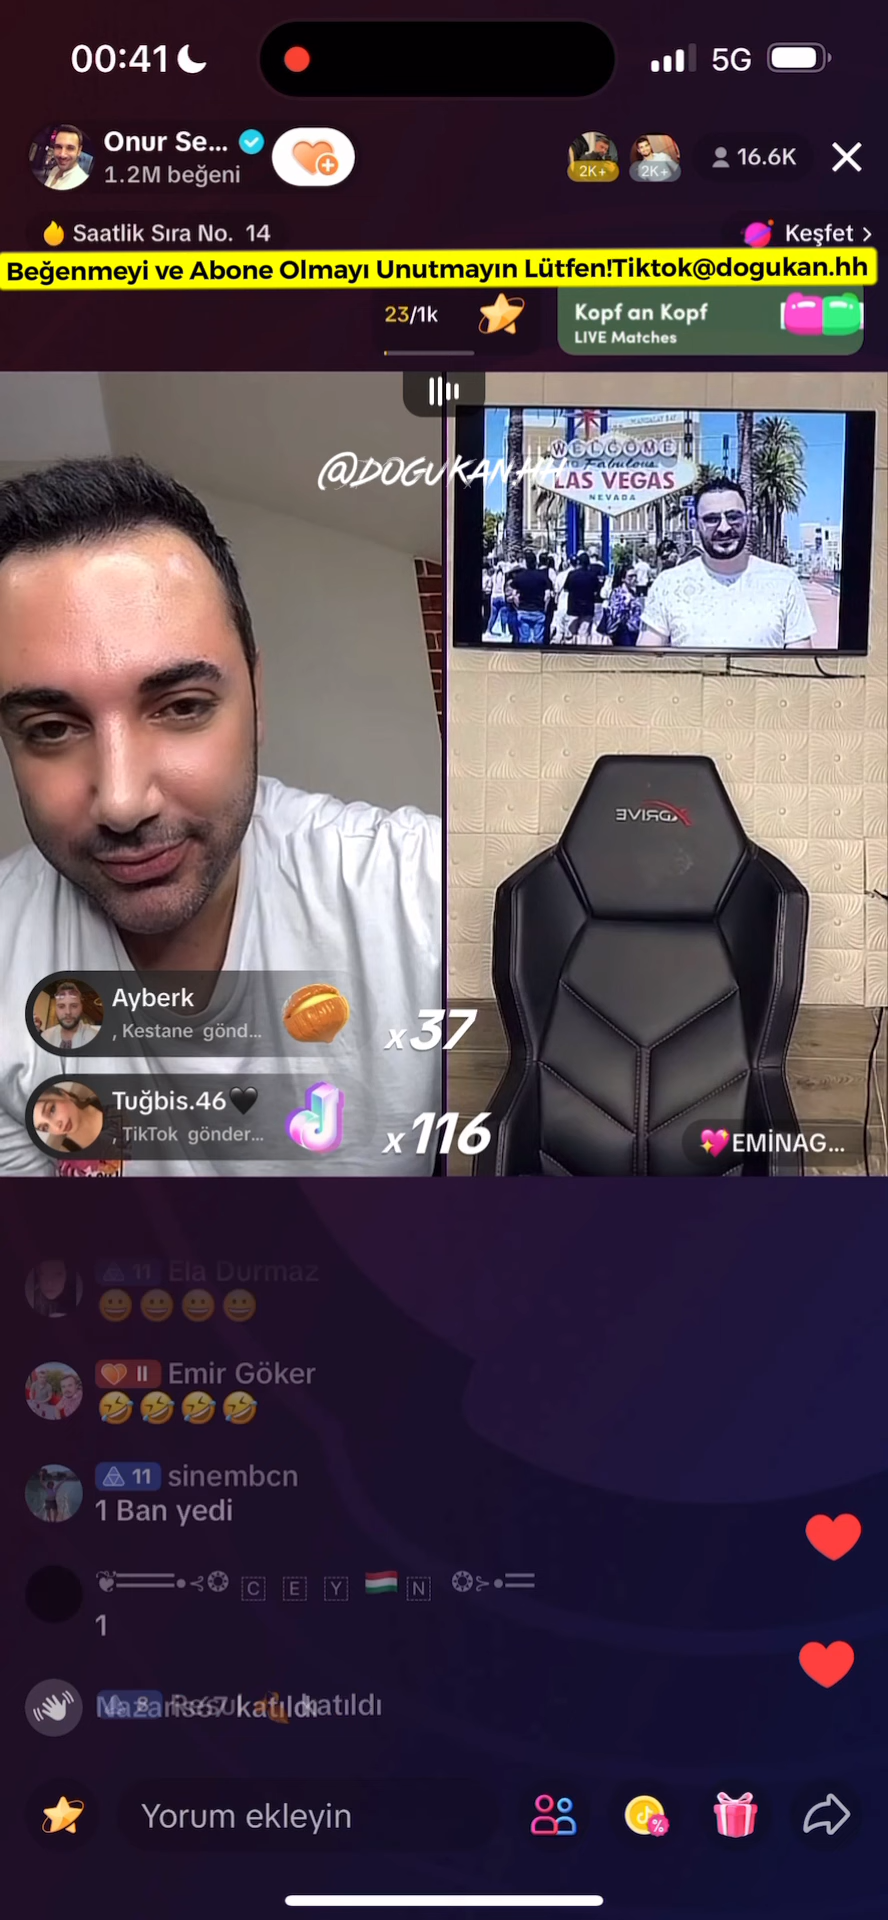 00:41
5G
Onur Se...
1.2M beğeni
2K+
2K+
16.6K
Saatlik Sıra No. 14
Keşfet >
Beğenmeyi ve Abone Olmayı Unutmayın Lütfen!Tiktok@dogukan.hh
23/1k
Kopf an Kopf
LIVE Matches
@DOGUKAN.HH
WELCOME
Fabulous
LAS VEGAS
NEVADA
XDRIVE
Ayberk
, Kestane gönd...
x37
Tuğbis.46🖤
, TikTok gönder...
x116
💖EMİNAG...
11 Ela Durmaz
😀😀😀😀
II Emir Göker
🤣🤣🤣🤣
11 sinembcn
1 Ban yedi
C E Y 🇭🇺 N
1
katıldı
Yorum ekleyin